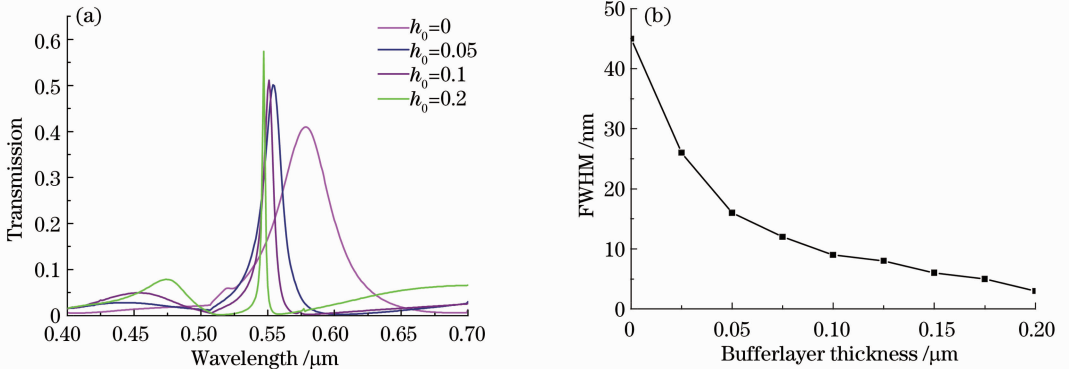 (a)
h₀=0
h₀=0.05
h₀=0.1
h₀=0.2
0.6
0.5
0.4
0.3
0.2
0.1
0
Transmission
0.40
0.45
0.50
0.55
0.60
0.65
0.70
Wavelength /μm
(b)
50
40
30
20
10
0
FWHM /nm
0
0.05
0.10
0.15
0.20
Bufferlayer thickness /μm